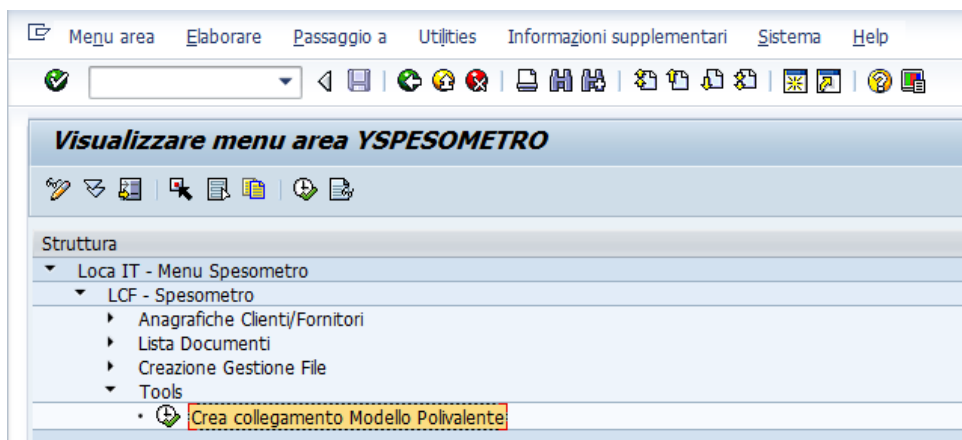 Menu area Elaborare Passaggio a Utilities Informazioni supplementari Sistema Help
Visualizzare menu area YSPESOMETRO
Struttura
Loca IT - Menu Spesometro
LCF - Spesometro
Anagrafiche Clienti/Fornitori
Lista Documenti
Creazione Gestione File
Tools
Crea collegamento Modello Polivalente